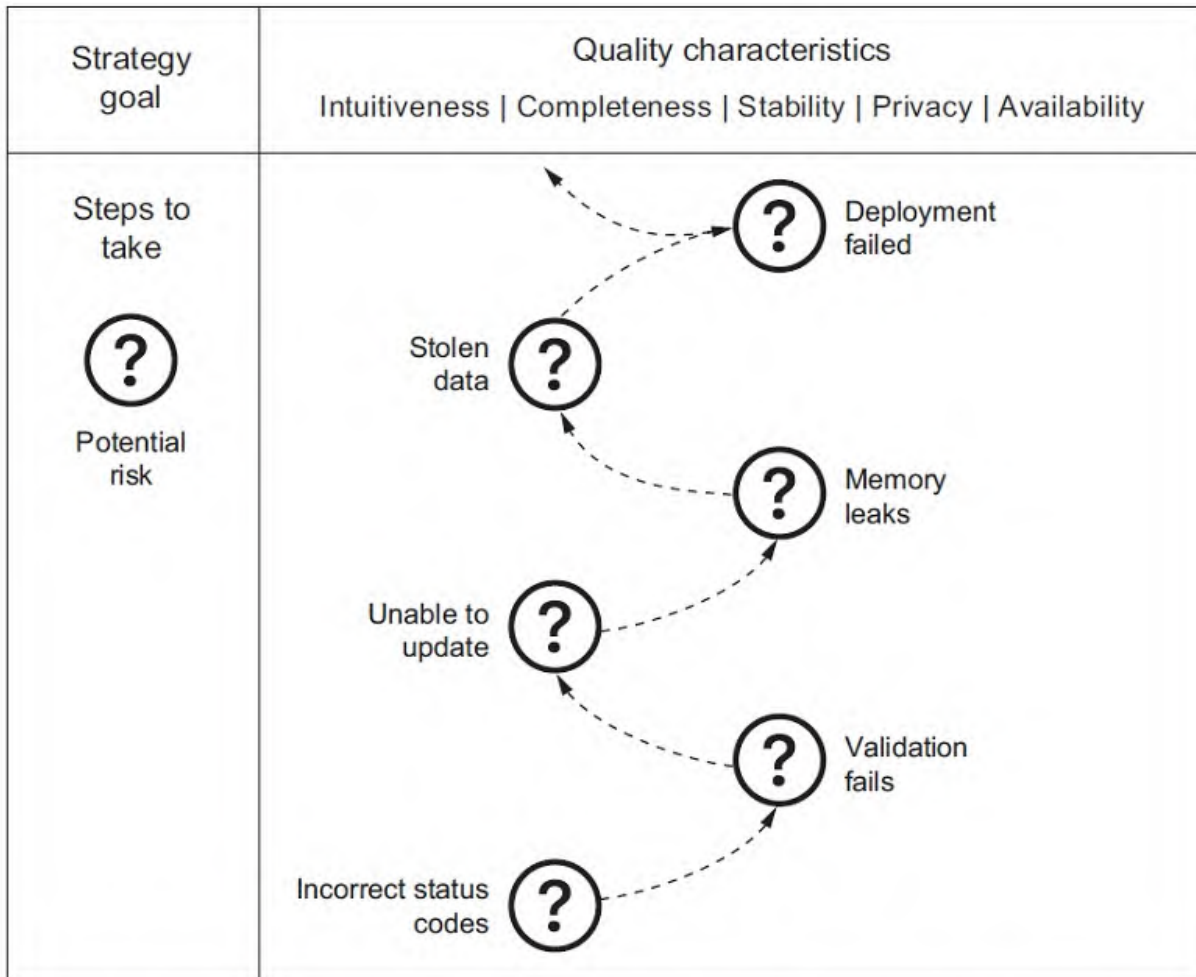 Strategy
goal
Quality characteristics
Intuitiveness | Completeness | Stability | Privacy | Availability
Steps to
take
?
Potential
risk
?
Deployment
failed
Stolen
data
?
?
Memory
leaks
Unable to
update
?
?
Validation
fails
Incorrect status
codes
?